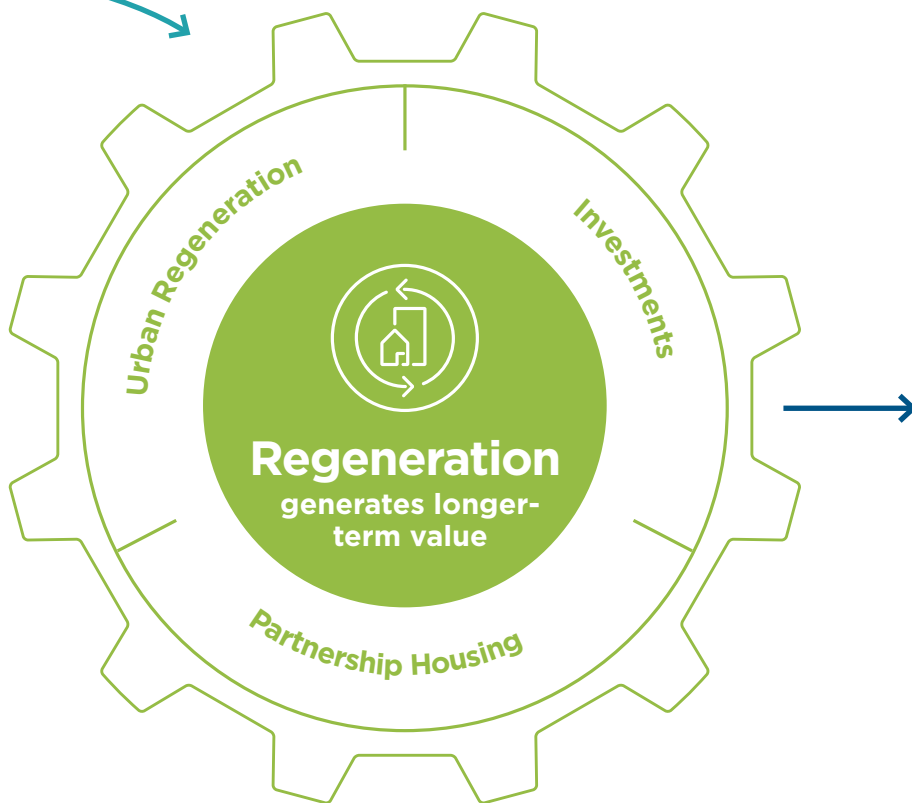 Urban Regeneration
Investments
Regeneration
generates longer-
term value
Partnership Housing